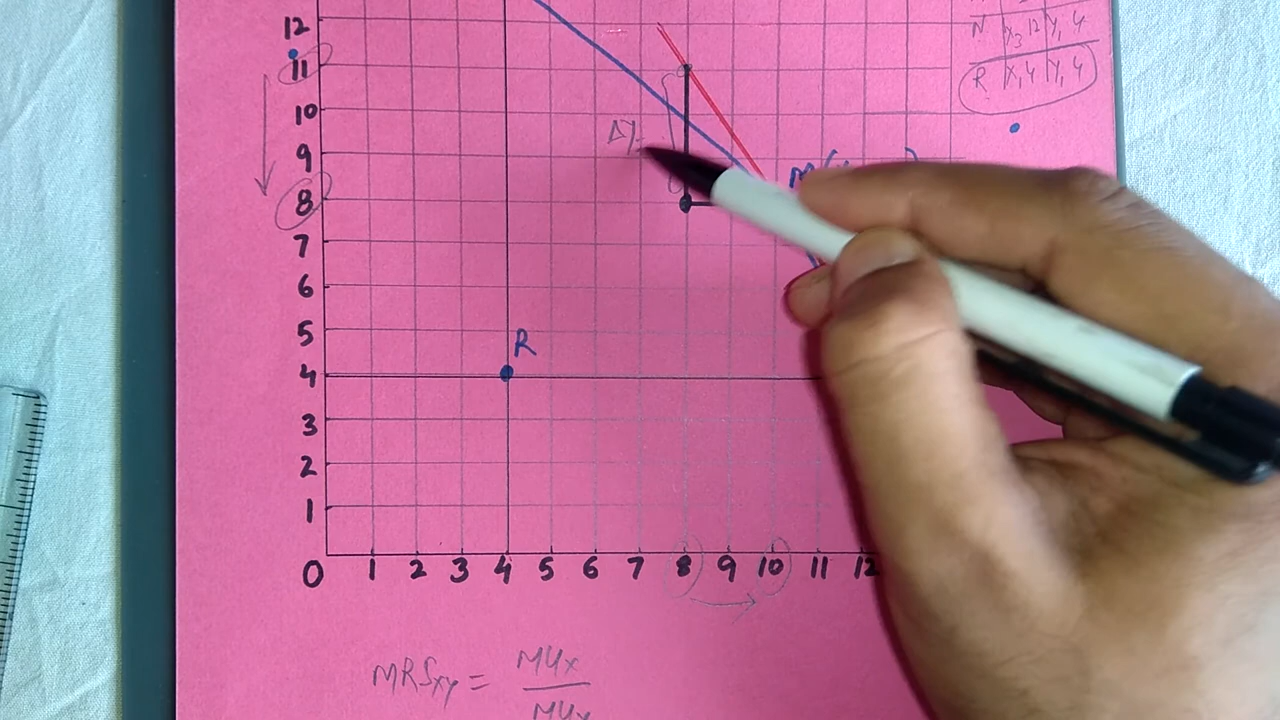 12
11
10
9
8
7
6
5
4
3
2
1
0 1 2 3 4 5 6 7 8 9 10 11 12
N X, 12 Y, 4
R X, 4 Y, 4
ΔY
M(
R
MRSxy = MUx
MUy